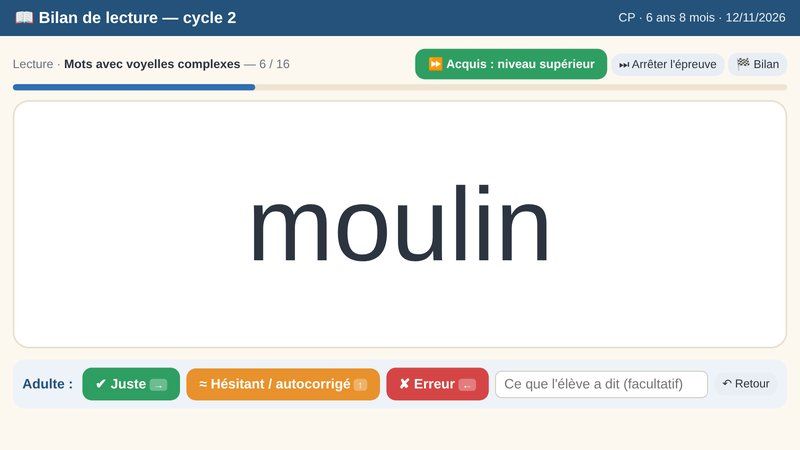 📖 Bilan de lecture — cycle 2
CP · 6 ans 8 mois · 12/11/2026
Lecture · Mots avec voyelles complexes — 6 / 16
⏩ Acquis : niveau supérieur
⏭ Arrêter l'épreuve
🏁 Bilan
moulin
Adulte :
✔ Juste →
≈ Hésitant / autocorrigé ↑
✘ Erreur ←
Ce que l'élève a dit (facultatif)
↶ Retour